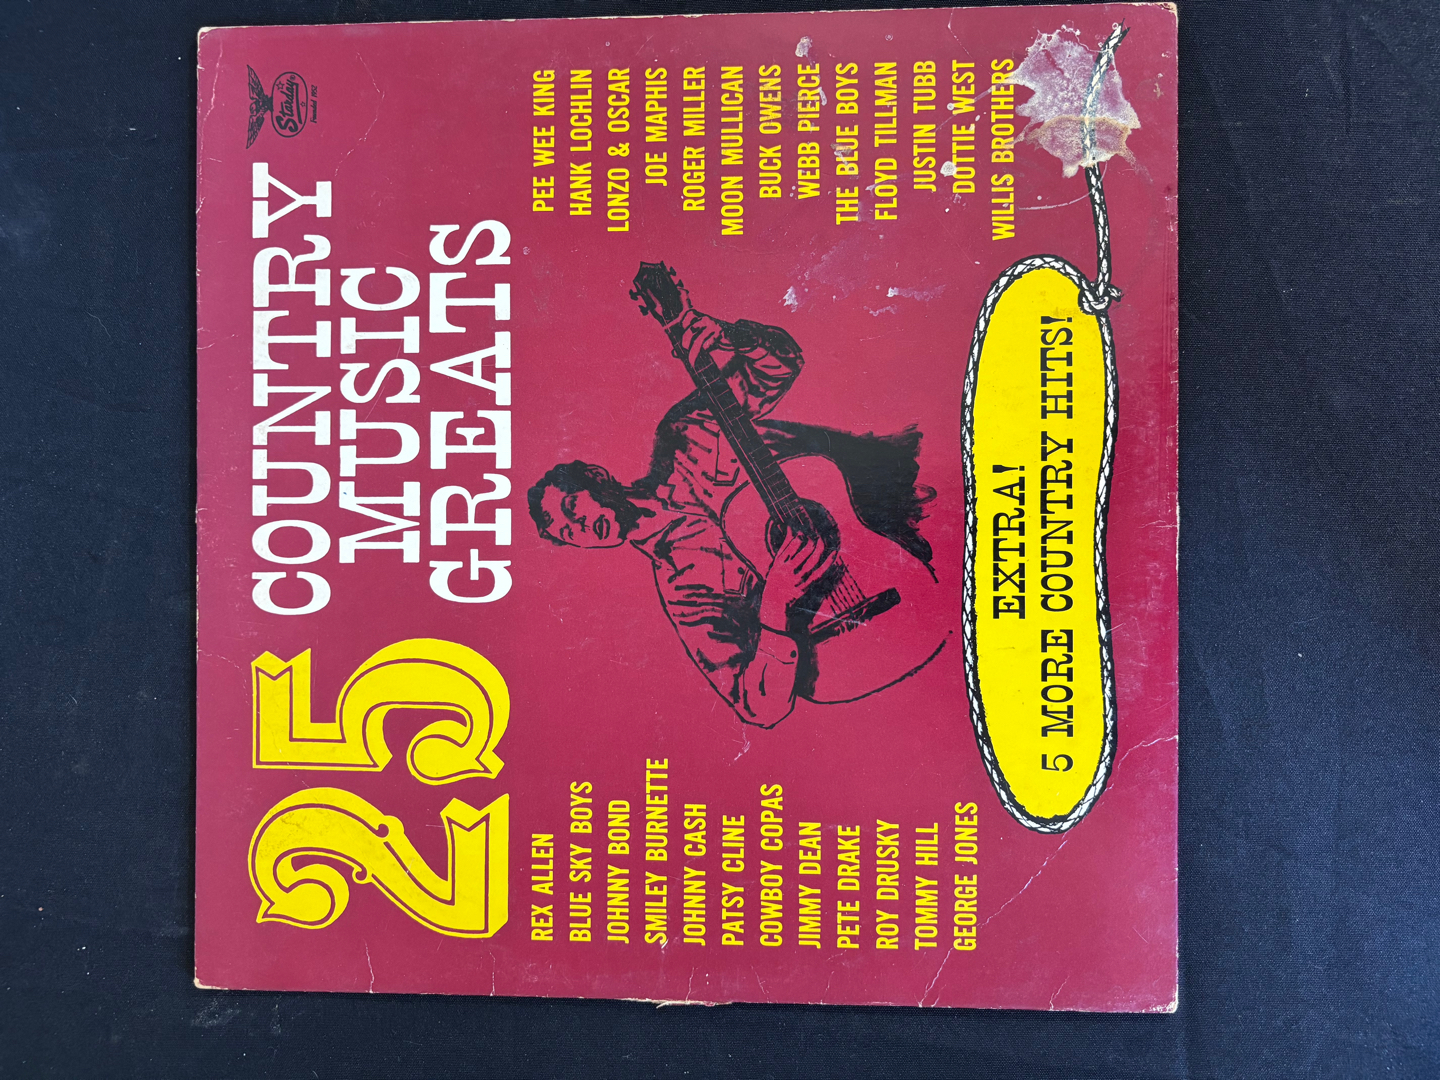 Starday
Founded 1952
25
COUNTRY
MUSIC
GREATS
REX ALLEN
BLUE SKY BOYS
JOHNNY BOND
SMILEY BURNETTE
JOHNNY CASH
PATSY CLINE
COWBOY COPAS
JIMMY DEAN
PETE DRAKE
ROY DRUSKY
TOMMY HILL
GEORGE JONES
PEE WEE KING
HANK LOCHLIN
LONZO & OSCAR
JOE MAPHIS
ROGER MILLER
MOON MULLICAN
BUCK OWENS
WEBB PIERCE
THE BLUE BOYS
FLOYD TILLMAN
JUSTIN TUBB
DOTTIE WEST
WILLIS BROTHERS
EXTRA!
5 MORE COUNTRY HITS!